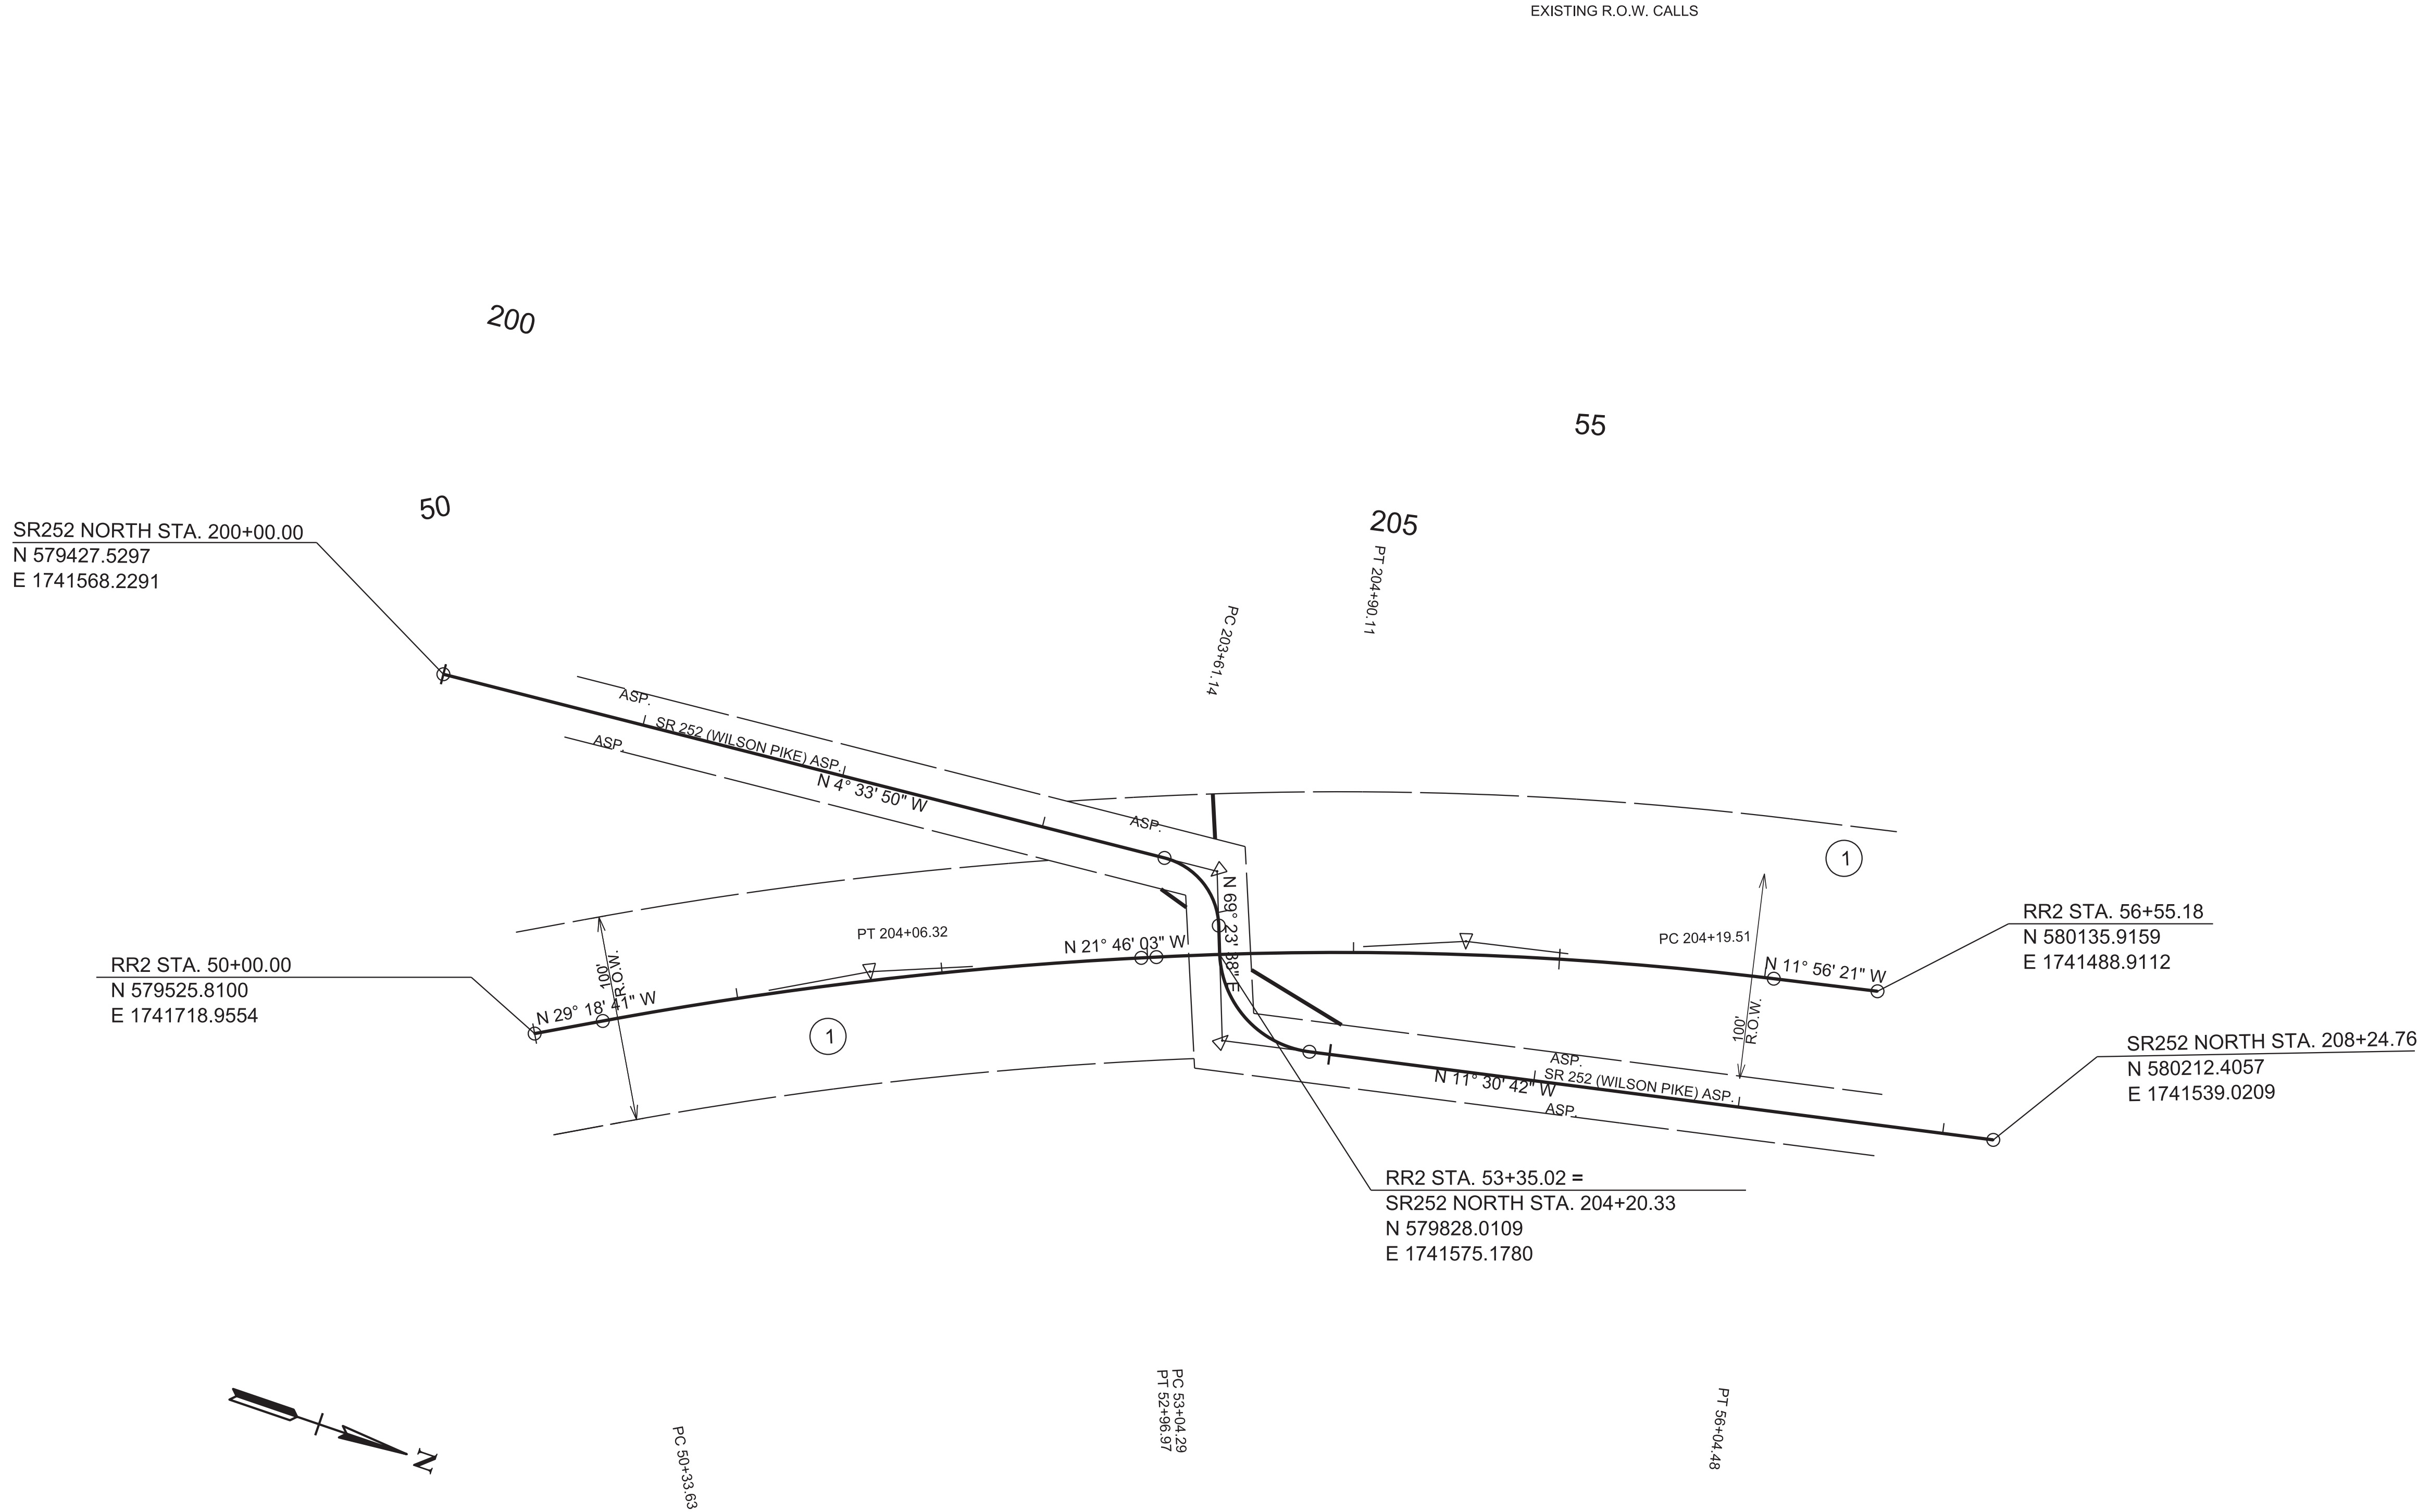 EXISTING R.O.W. CALLS
200
55
50
205
PT 204+90.11
SR252 NORTH STA. 200+00.00
N 579427.5297
E 1741568.2291
PC 203+61.14
ASP.
SR 252 (WILSON PIKE) ASP.
ASP.
N 4° 33' 50" W
ASP.
1
N 69° 23' 38" E
RR2 STA. 56+55.18
N 580135.9159
E 1741488.9112
PT 204+06.32
PC 204+19.51
N 21° 46' 03" W
N 11° 56' 21" W
RR2 STA. 50+00.00
N 579525.8100
E 1741718.9554
100'
R.O.W.
N 29° 18' 41" W
1
100'
R.O.W.
SR252 NORTH STA. 208+24.76
N 580212.4057
E 1741539.0209
ASP.
SR 252 (WILSON PIKE) ASP.
N 11° 30' 42" W
ASP.
RR2 STA. 53+35.02 =
SR252 NORTH STA. 204+20.33
N 579828.0109
E 1741575.1780
PC 53+04.29
PT 52+96.97
PT 56+04.48
PC 50+33.63
N